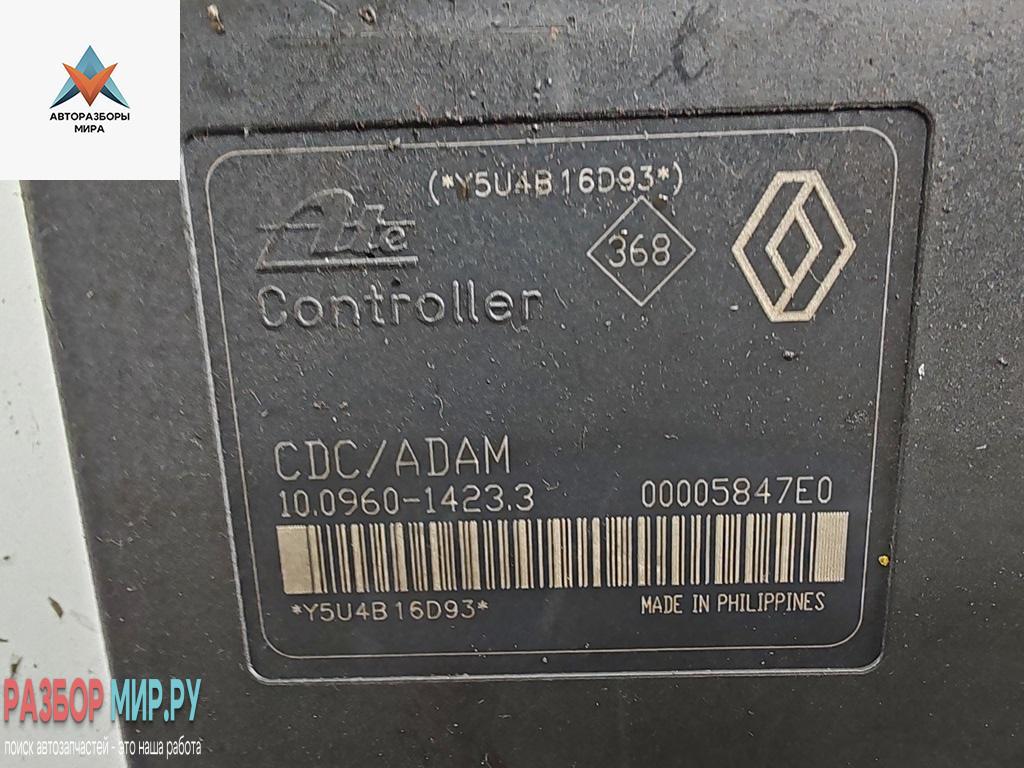 АВТОРАЗБОРЫ
МИРА
(*Y5U4B16D93*)
Ate
368
Controller
CDC/ADAM
10.0960-1423.3 00005847E0
*Y5U4B16D93* MADE IN PHILIPPINES
РАЗБОР МИР.РУ
поиск автозапчастей - это наша работа